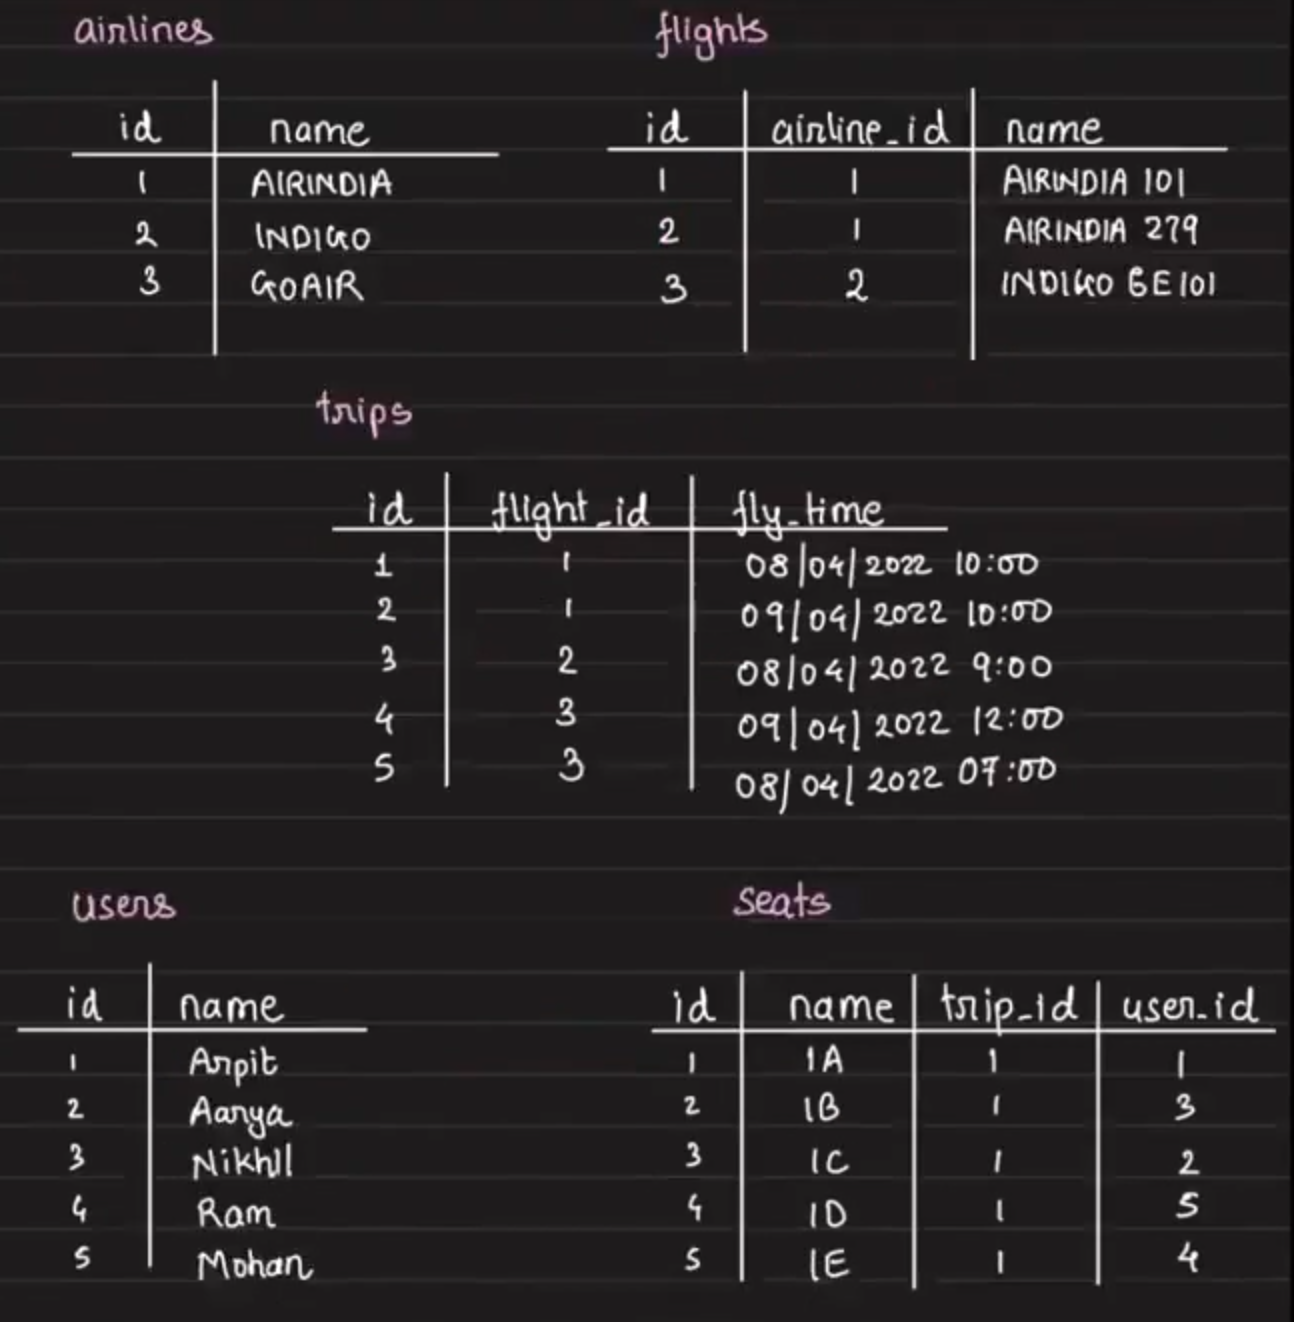 airlines
id name
1 AIRINDIA
2 INDIGO
3 GOAIR
flights
id airline_id name
1 1 AIRINDIA 101
2 1 AIRINDIA 279
3 2 INDIGO 6E101
trips
id flight_id fly_time
1 1 08/04/2022 10:00
2 1 09/04/2022 10:00
3 2 08/04/2022 9:00
4 3 09/04/2022 12:00
5 3 08/04/2022 07:00
users
id name
1 Arpit
2 Aarya
3 Nikhil
4 Ram
5 Mohan
seats
id name trip_id user_id
1 1A 1 1
2 1B 1 3
3 1C 1 2
4 1D 1 5
5 1E 1 4